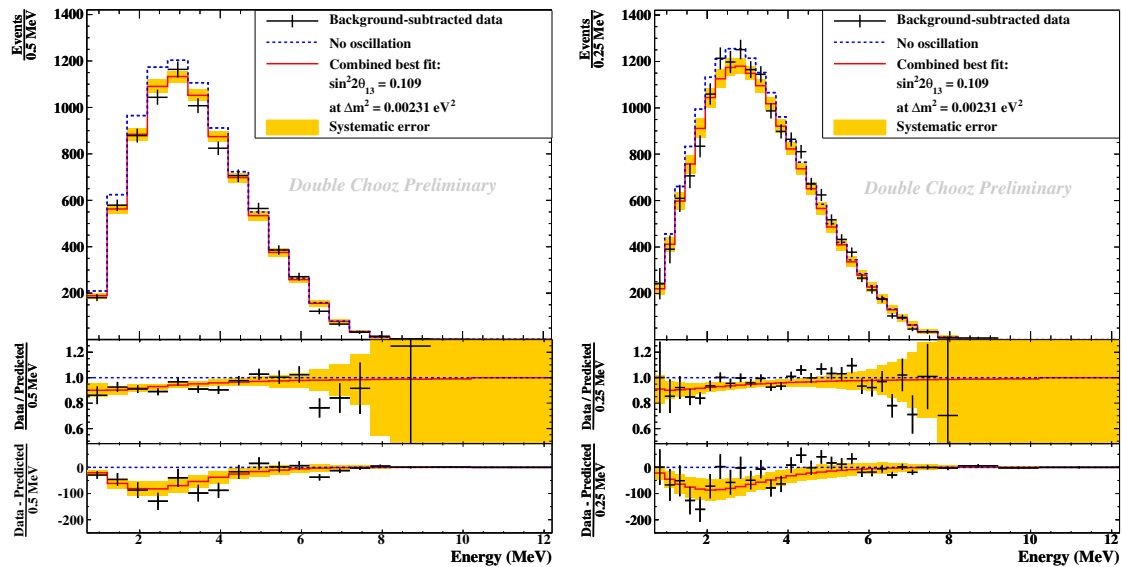 Events
0.5 MeV
1400
1200
1000
800
600
400
200
Background-subtracted data
No oscillation
Combined best fit:
sin²2θ₁₃ = 0.109
at Δm² = 0.00231 eV²
Systematic error
Double Chooz Preliminary
Data / Predicted
0.5 MeV
1.2
1.0
0.8
0.6
Data - Predicted
0.5 MeV
0
-100
-200
2 4 6 8 10 12
Energy (MeV)
Events
0.25 MeV
1400
1200
1000
800
600
400
200
Background-subtracted data
No oscillation
Combined best fit:
sin²2θ₁₃ = 0.109
at Δm² = 0.00231 eV²
Systematic error
Double Chooz Preliminary
Data / Predicted
0.25 MeV
1.2
1.0
0.8
0.6
Data - Predicted
0.25 MeV
0
-100
-200
2 4 6 8 10 12
Energy (MeV)